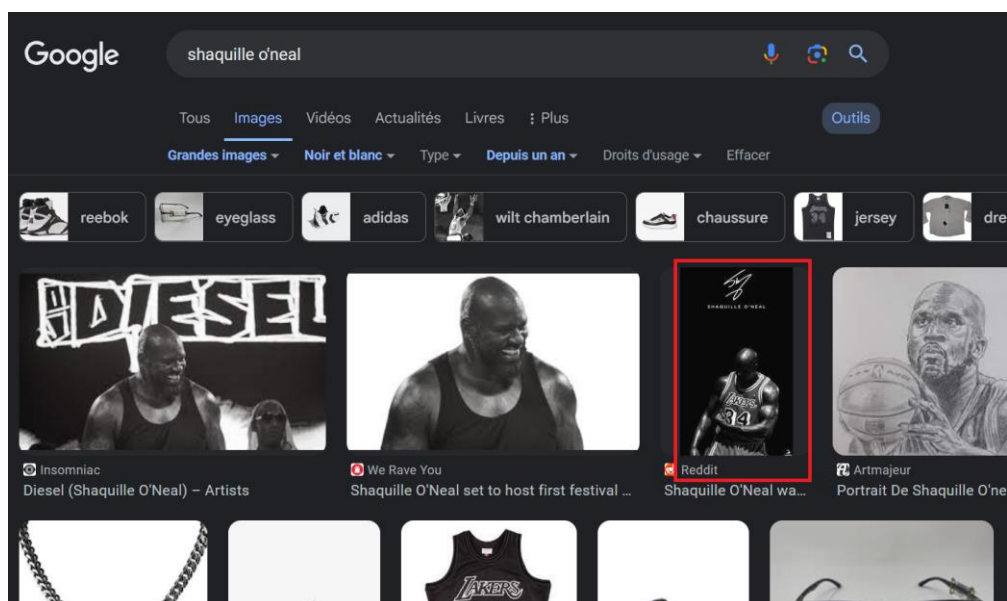 Google
shaquille o'neal
Tous Images Vidéos Actualités Livres Plus Outils
Grandes images Noir et blanc Type Depuis un an Droits d'usage Effacer
reebok eyeglass adidas wilt chamberlain chaussure jersey dre
34
DIESEL
SHAQUILLE O'NEAL
LAKERS
34
Insomniac We Rave You Reddit Artmajeur
Diesel (Shaquille O'Neal) – Artists Shaquille O'Neal set to host first festival ... Shaquille O'Neal wa... Portrait De Shaquille O'ne
LAKERS